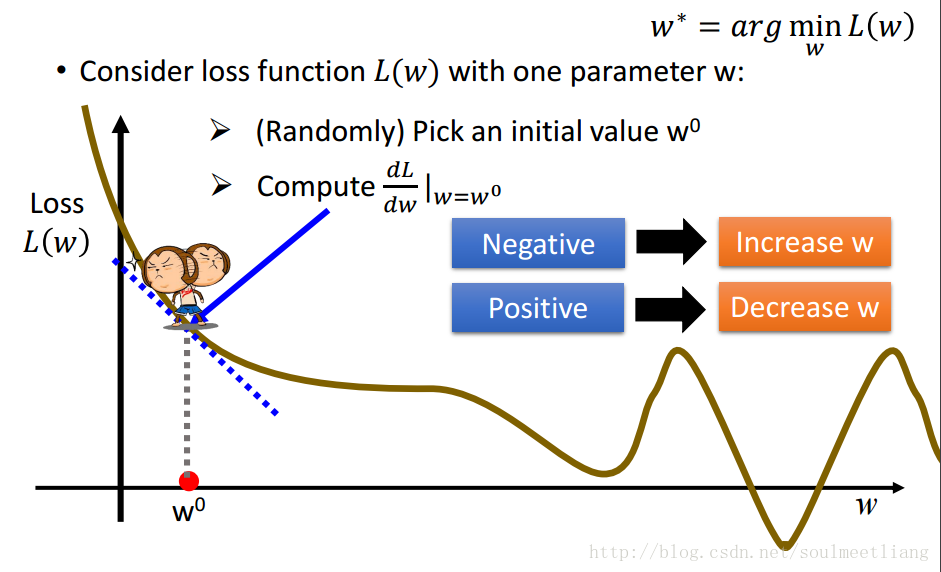 w* = arg min L(w)
w
• Consider loss function L(w) with one parameter w:
➢ (Randomly) Pick an initial value w⁰
➢ Compute dL/dw |w=w⁰
Loss
L(w)
Negative
Increase w
Positive
Decrease w
w⁰
w
http://blog.csdn.net/soulmeetliang